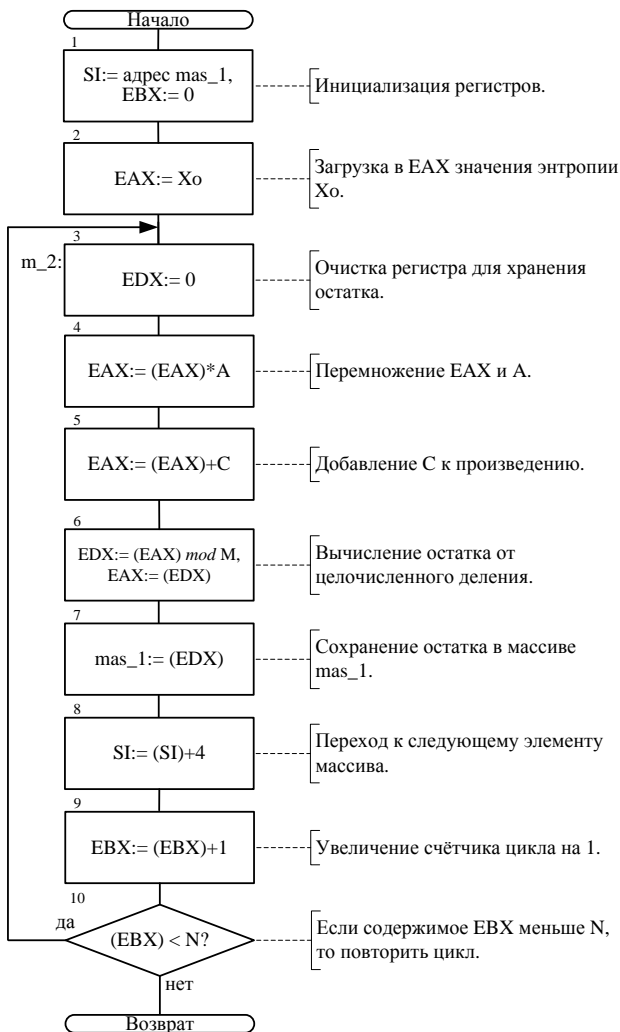 Начало
1
SI:= адрес mas_1,
EBX:= 0
Инициализация регистров.
2
EAX:= Xo
Загрузка в EAX значения энтропии
Xo.
m_2:
3
EDX:= 0
Очистка регистра для хранения
остатка.
4
EAX:= (EAX)*A
Перемножение EAX и A.
5
EAX:= (EAX)+C
Добавление C к произведению.
6
EDX:= (EAX) mod M,
EAX:= (EDX)
Вычисление остатка от
целочисленного деления.
7
mas_1:= (EDX)
Сохранение остатка в массиве
mas_1.
8
SI:= (SI)+4
Переход к следующему элементу
массива.
9
EBX:= (EBX)+1
Увеличение счётчика цикла на 1.
10
да
(EBX) < N?
Если содержимое EBX меньше N,
то повторить цикл.
нет
Возврат